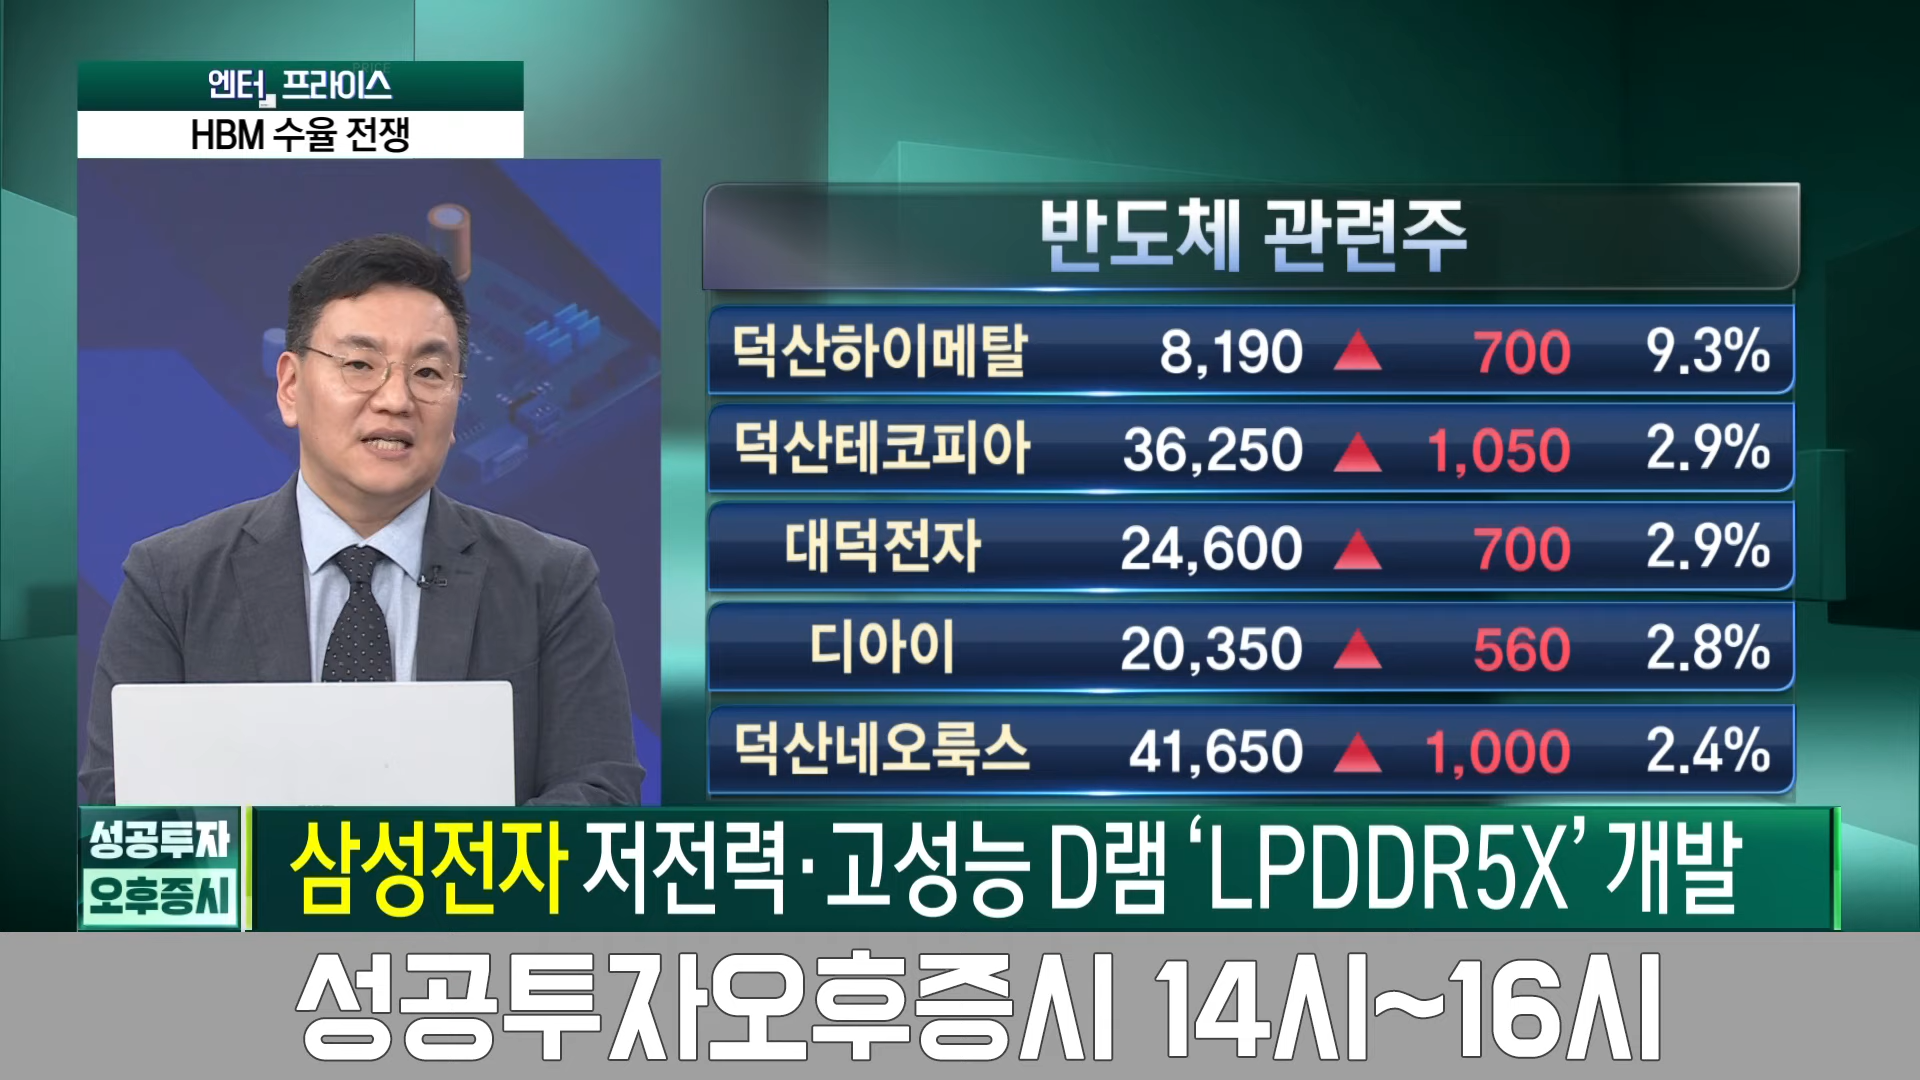 PRICE
엔터 프라이스
HBM 수율 전쟁
반도체 관련주
덕산하이메탈 8,190 ▲ 700 9.3%
덕산테코피아 36,250 ▲ 1,050 2.9%
대덕전자 24,600 ▲ 700 2.9%
디아이 20,350 ▲ 560 2.8%
덕산네오룩스 41,650 ▲ 1,000 2.4%
성공투자
오후증시
삼성전자 저전력·고성능 D램 ‘LPDDR5X’ 개발
성공투자오후증시 14시~16시